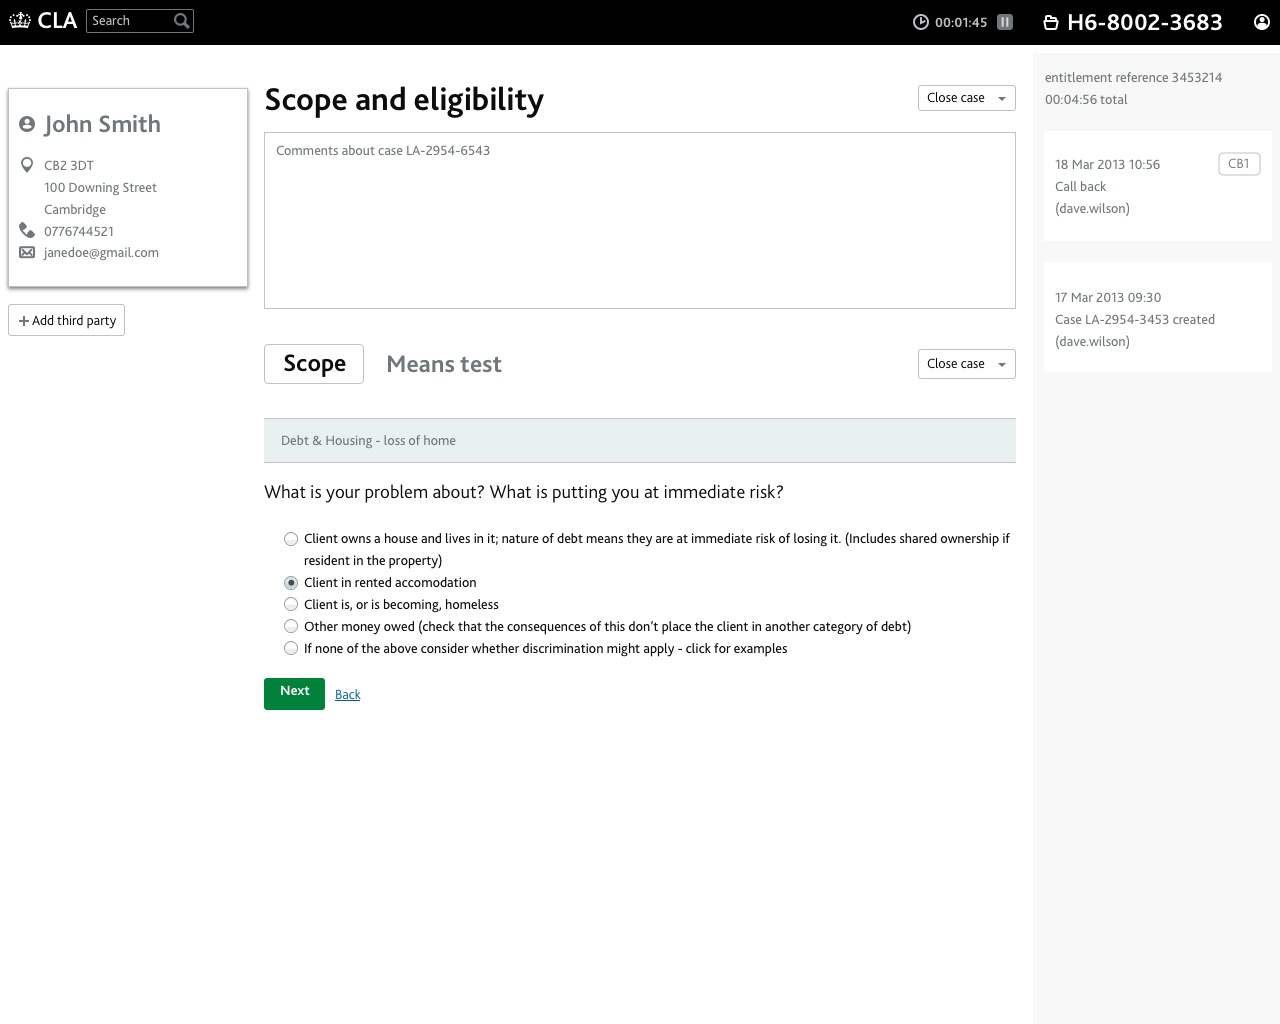 CLA
Search
00:01:45
H6-8002-3683
John Smith
CB2 3DT
100 Downing Street
Cambridge
0776744521
janedoe@gmail.com
Add third party
Scope and eligibility
Close case
Comments about case LA-2954-6543
Scope
Means test
Close case
Debt & Housing - loss of home
What is your problem about? What is putting you at immediate risk?
Client owns a house and lives in it; nature of debt means they are at immediate risk of losing it. (Includes shared ownership if
resident in the property)
Client in rented accomodation
Client is, or is becoming, homeless
Other money owed (check that the consequences of this don’t place the client in another category of debt)
If none of the above consider whether discrimination might apply - click for examples
Next
Back
entitlement reference 3453214
00:04:56 total
18 Mar 2013 10:56
CB1
Call back
(dave.wilson)
17 Mar 2013 09:30
Case LA-2954-3453 created
(dave.wilson)